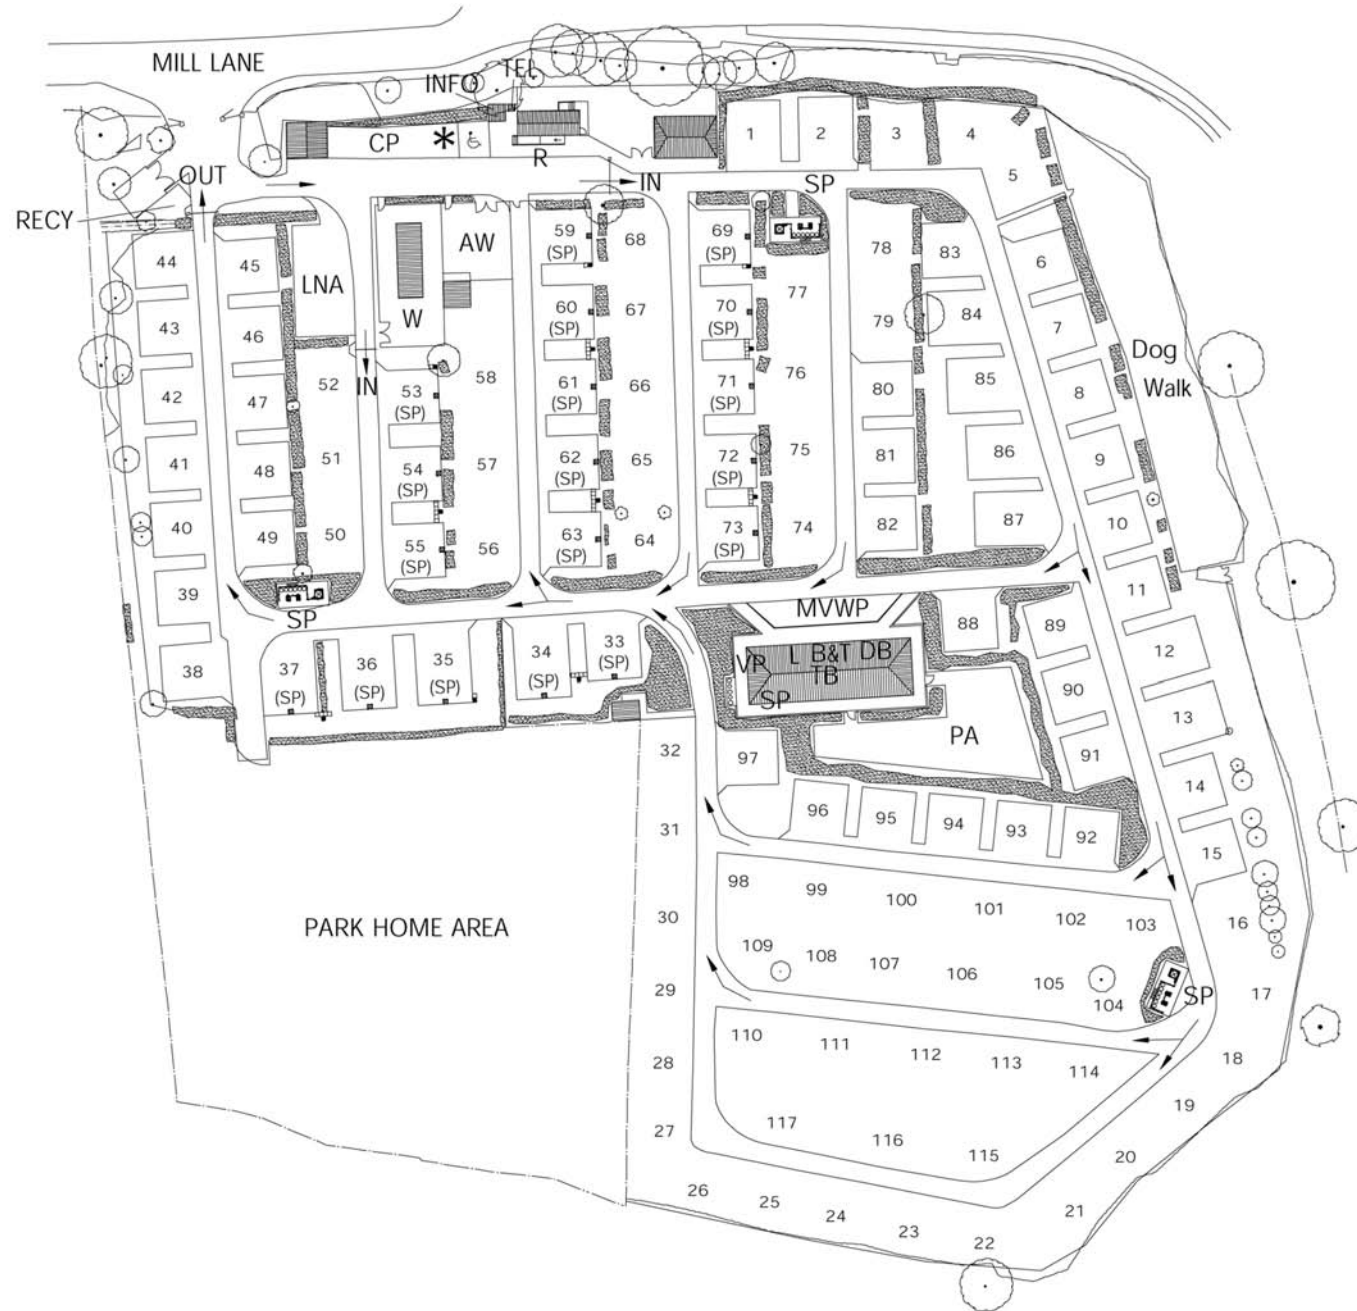 MILL LANE
INFO
TEL
CP
*
R
IN
OUT
RECY
1
2
3
4
5
SP
44
45
LNA
AW
W
59
(SP)
68
69
(SP)
78
83
6
43
46
60
(SP)
67
70
(SP)
77
79
84
7
Dog
Walk
42
47
52
IN
53
(SP)
58
61
(SP)
66
71
(SP)
76
80
85
8
41
48
51
54
(SP)
57
62
(SP)
65
72
(SP)
75
81
86
9
40
49
50
55
(SP)
56
63
(SP)
64
73
(SP)
74
82
87
10
39
SP
MVWP
88
89
11
38
37
(SP)
36
(SP)
35
(SP)
34
(SP)
33
(SP)
VP
L
B&T
DB
TB
SP
90
12
32
97
PA
91
13
31
96
95
94
93
92
14
15
PARK HOME AREA
30
98
99
100
101
102
103
16
29
109
108
107
106
105
104
SP
17
28
110
111
112
113
114
18
27
117
116
115
19
20
26
25
24
23
22
21